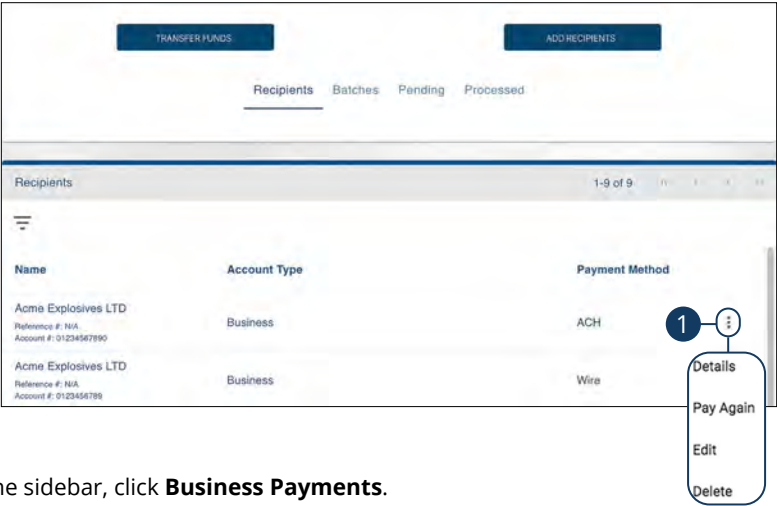 TRANSFER FUNDS ADD RECIPIENTS
Recipients Batches Pending Processed
Recipients 1-9 of 9
Name Account Type Payment Method
Acme Explosives LTD
Reference #: N/A
Account #: 01234567890
Business ACH 1
Acme Explosives LTD
Reference #: N/A
Account #: 0123456789
Business Wire
Details
Pay Again
Edit
Delete
sidebar, click Business Payments.